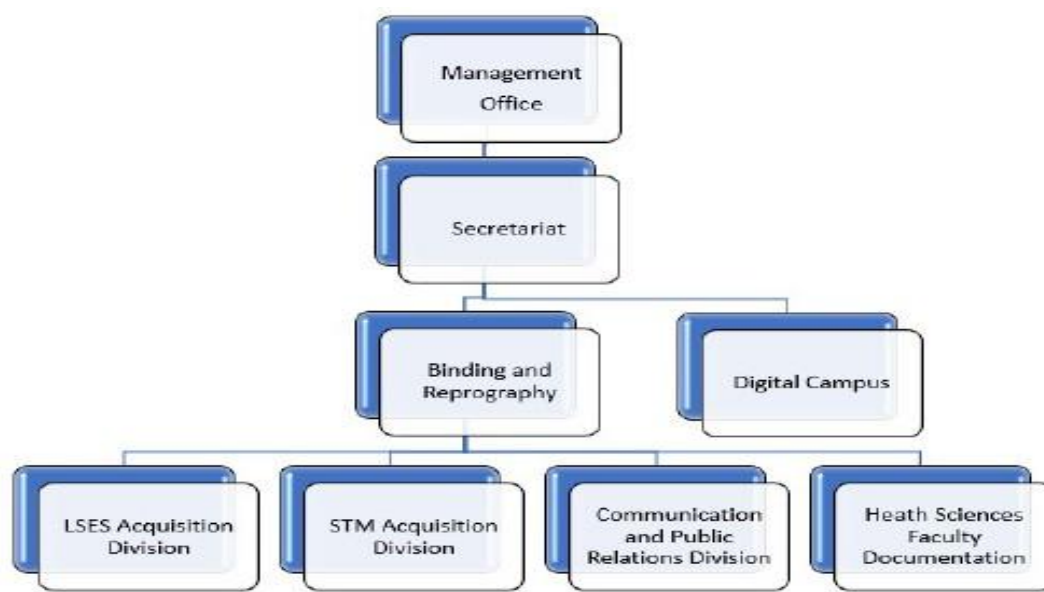 Management
Office
Secretariat
Binding and
Reprography
Digital Campus
LSES Acquisition
Division
STM Acquisition
Division
Communication
and Public
Relations Division
Heath Sciences
Faculty
Documentation